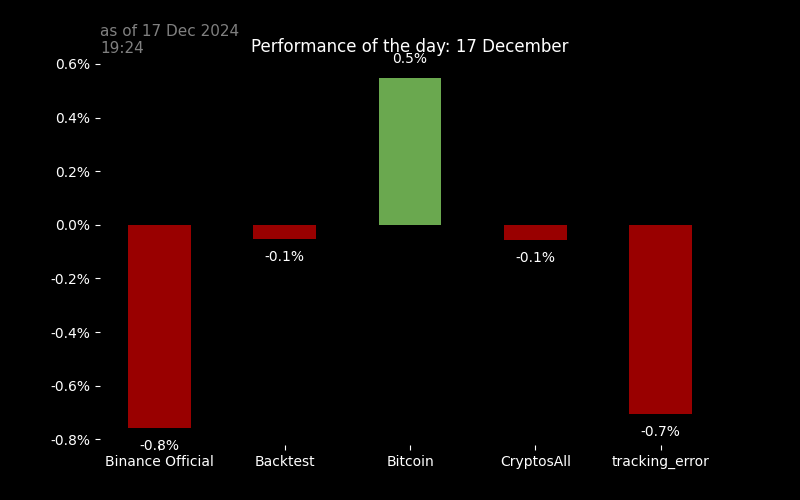 as of 17 Dec 2024
19:24
Performance of the day: 17 December
0.6%
0.4%
0.2%
0.0%
-0.2%
-0.4%
-0.6%
-0.8%
-0.8%
-0.1%
0.5%
-0.1%
-0.7%
Binance Official
Backtest
Bitcoin
CryptosAll
tracking_error